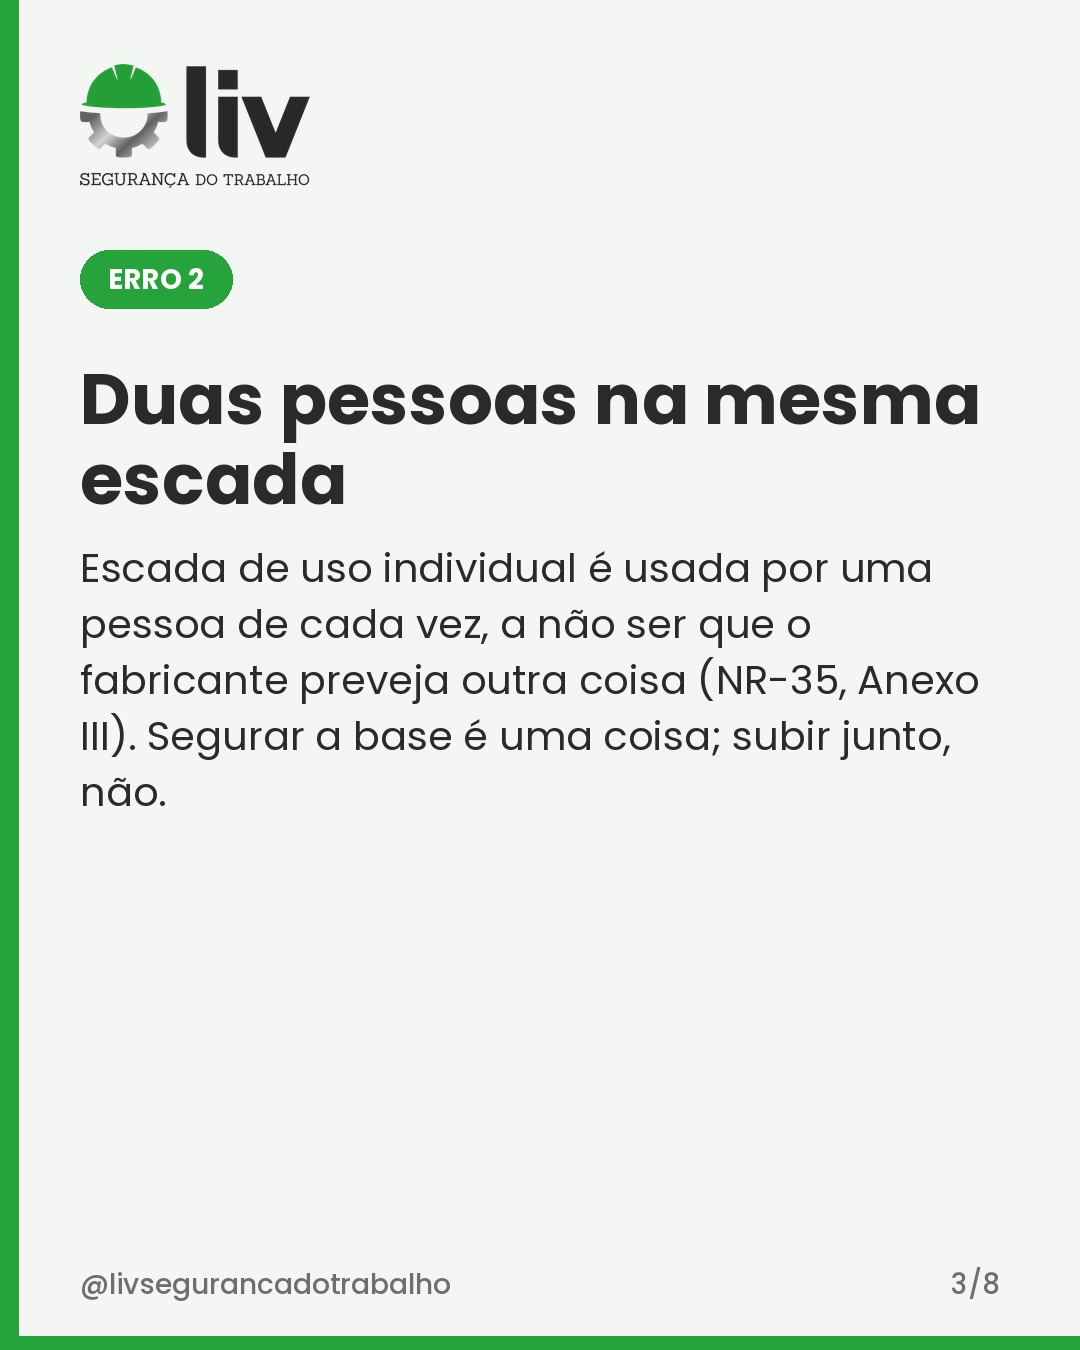 liv
SEGURANÇA DO TRABALHO
ERRO 2
Duas pessoas na mesma
escada
Escada de uso individual é usada por uma
pessoa de cada vez, a não ser que o
fabricante preveja outra coisa (NR-35, Anexo
III). Segurar a base é uma coisa; subir junto,
não.
@livsegurancadotrabalho
3/8